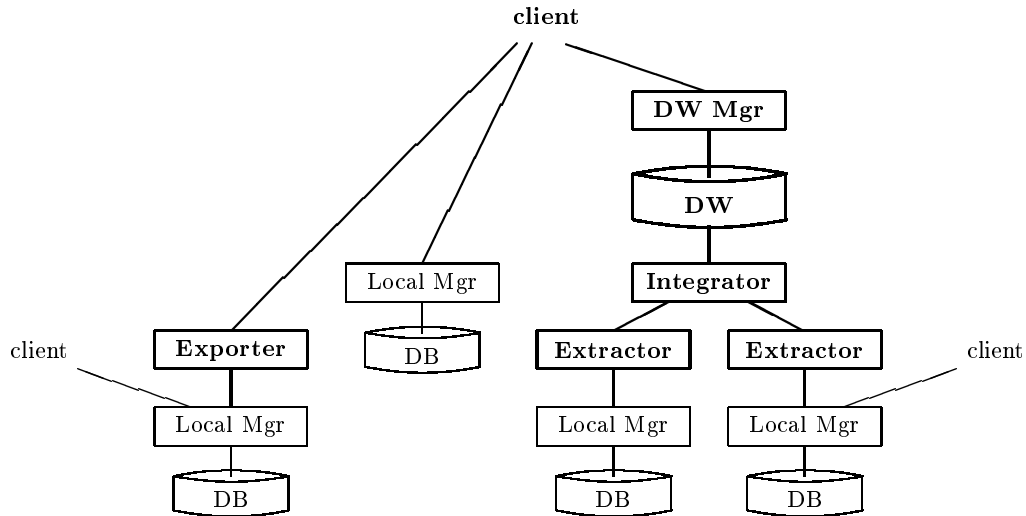 client
DW Mgr
DW
Local Mgr
Integrator
client
Exporter
DB
Extractor
Extractor
client
Local Mgr
Local Mgr
Local Mgr
DB
DB
DB